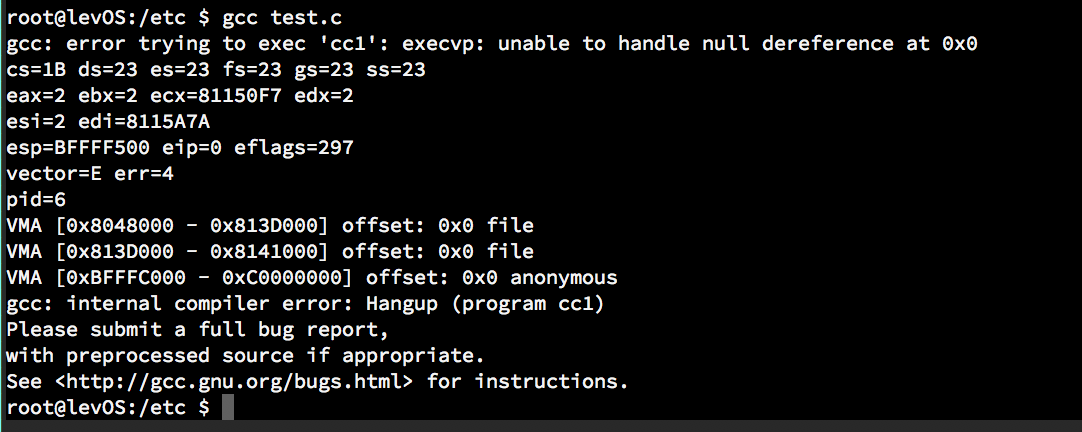 root@levOS:/etc $ gcc test.c
gcc: error trying to exec 'cc1': execvp: unable to handle null dereference at 0x0
cs=1B ds=23 es=23 fs=23 gs=23 ss=23
eax=2 ebx=2 ecx=81150F7 edx=2
esi=2 edi=8115A7A
esp=BFFFF500 eip=0 eflags=297
vector=E err=4
pid=6
VMA [0x8048000 - 0x813D000] offset: 0x0 file
VMA [0x813D000 - 0x8141000] offset: 0x0 file
VMA [0xBFFFC000 - 0xC0000000] offset: 0x0 anonymous
gcc: internal compiler error: Hangup (program cc1)
Please submit a full bug report,
with preprocessed source if appropriate.
See <http://gcc.gnu.org/bugs.html> for instructions.
root@levOS:/etc $